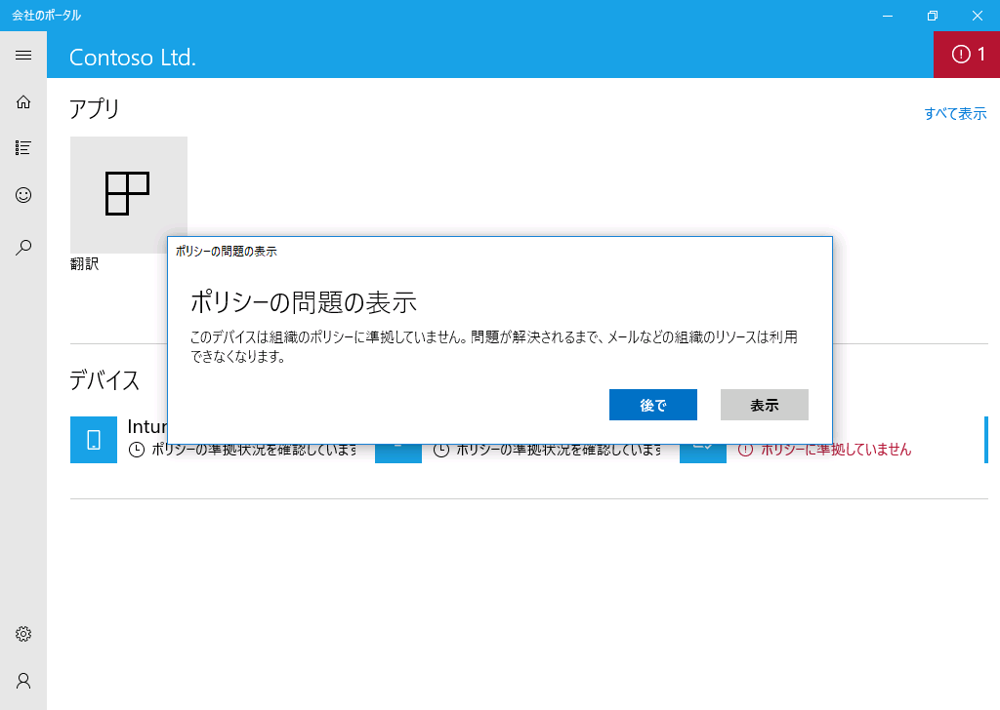 会社のポータル
Contoso Ltd.
1
アプリ
すべて表示
翻訳
ポリシーの問題の表示
ポリシーの問題の表示
このデバイスは組織のポリシーに準拠していません。問題が解決されるまで、メールなどの組織のリソースは利用
できなくなります。
後で
表示
デバイス
ポリシーの準拠状況を確認しています
ポリシーの準拠状況を確認しています
ポリシーに準拠していません